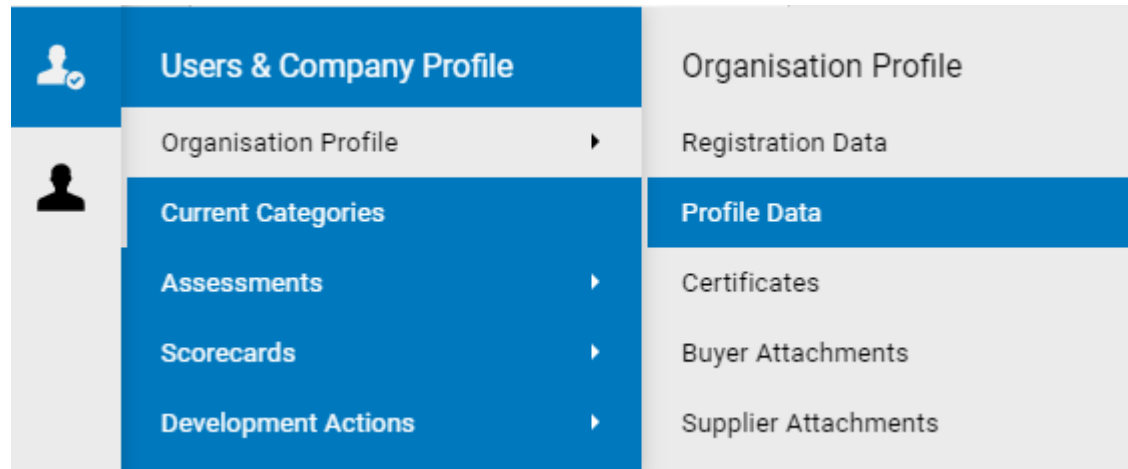 Users & Company Profile
Organisation Profile
Current Categories
Assessments
Scorecards
Development Actions
Organisation Profile
Registration Data
Profile Data
Certificates
Buyer Attachments
Supplier Attachments